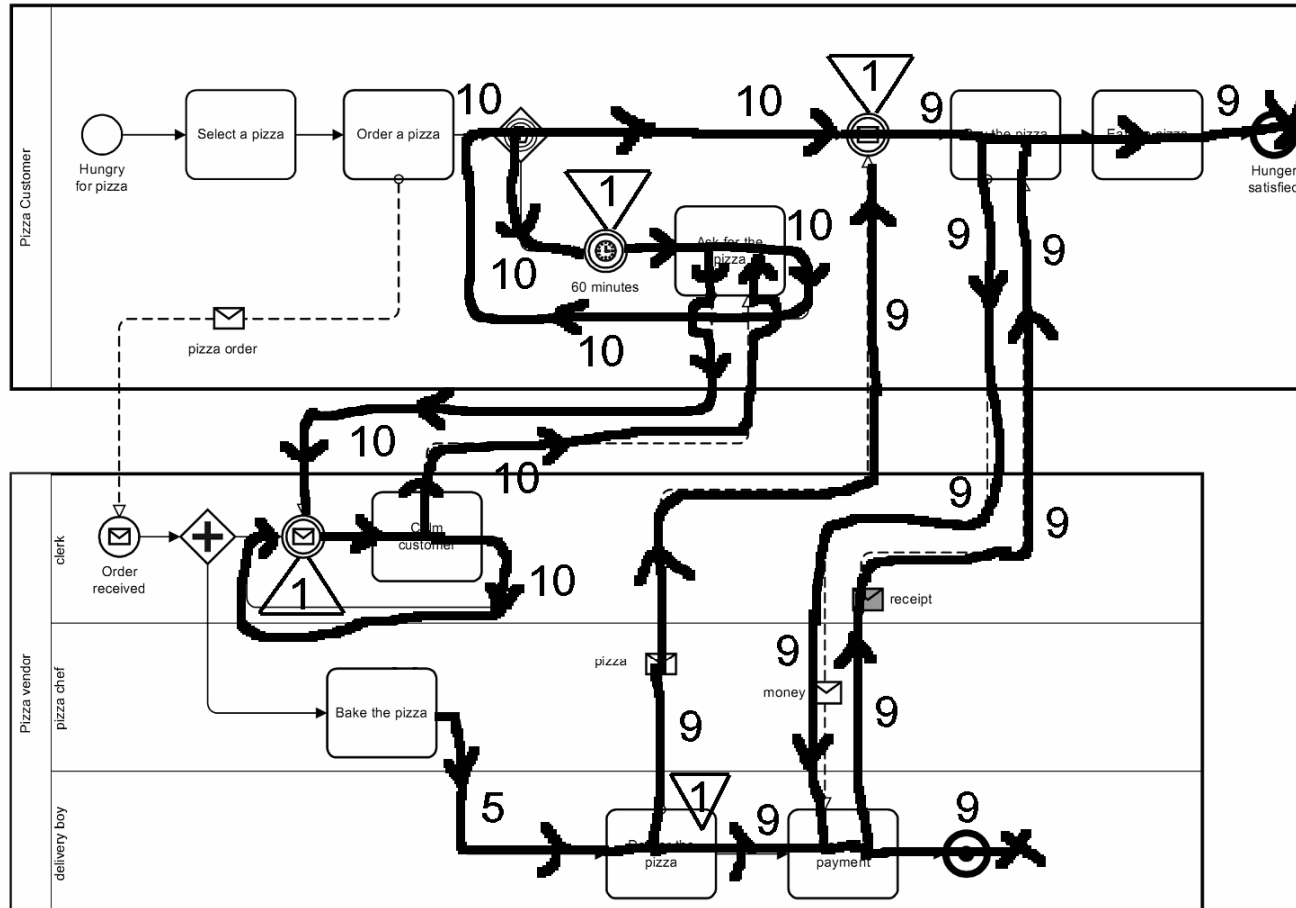 Pizza Customer
Hungry
for pizza
Select a pizza
Order a pizza
10
10
1
9
9
Hunger
satisfied
1
10
60 minutes
10
10
pizza
9
9
9
pizza order
10
10
10
Pizza vendor
clerk
Order
received
1
customer
10
9
9
receipt
pizza chef
Bake the pizza
pizza
9
9
money
9
delivery boy
5
1
pizza
9
payment
9